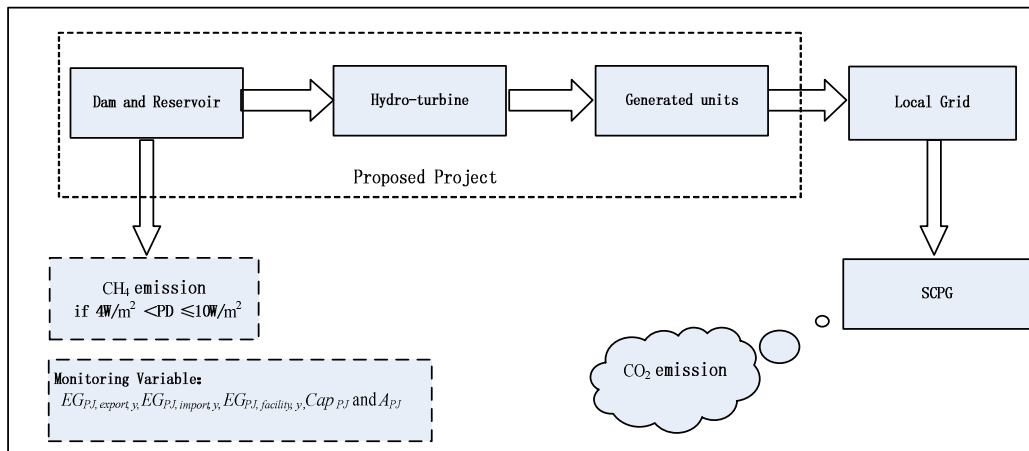 Dam and Reservoir
Hydro-turbine
Generated units
Local Grid
Proposed Project
CH₄ emission
if 4W/m² <PD ≤10W/m²
SCPG
CO₂ emission
Monitoring Variable:
EG_PJ, export, y, EG_PJ, import, y, EG_PJ, facility, y, Cap_PJ and A_PJ